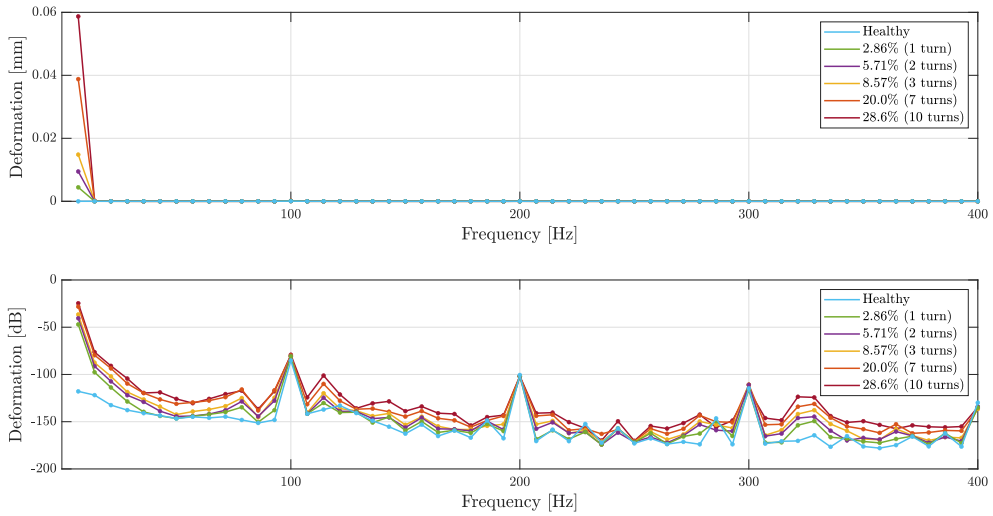 0.06
0.04
0.02
0
Deformation [mm]
Healthy
2.86% (1 turn)
5.71% (2 turns)
8.57% (3 turns)
20.0% (7 turns)
28.6% (10 turns)
100
200
300
400
Frequency [Hz]
0
-50
-100
-150
-200
Deformation [dB]
Healthy
2.86% (1 turn)
5.71% (2 turns)
8.57% (3 turns)
20.0% (7 turns)
28.6% (10 turns)
100
200
300
400
Frequency [Hz]